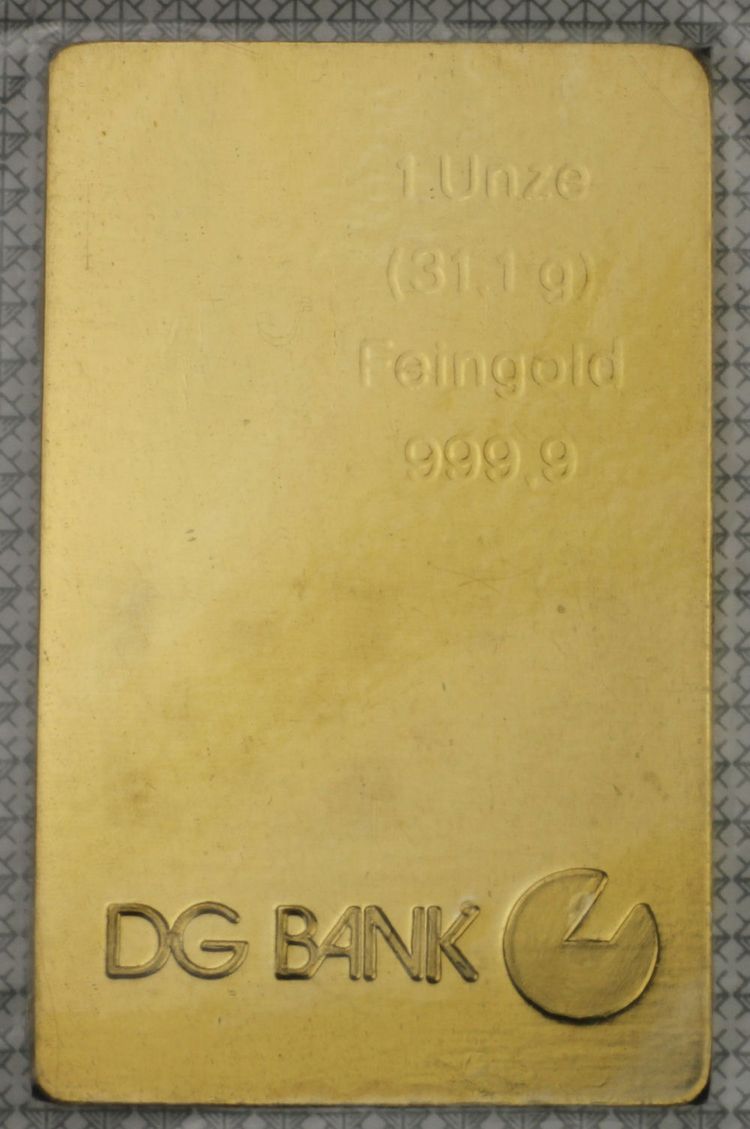 1 Unze
(31,1 g)
Feingold
999,9
DG BANK